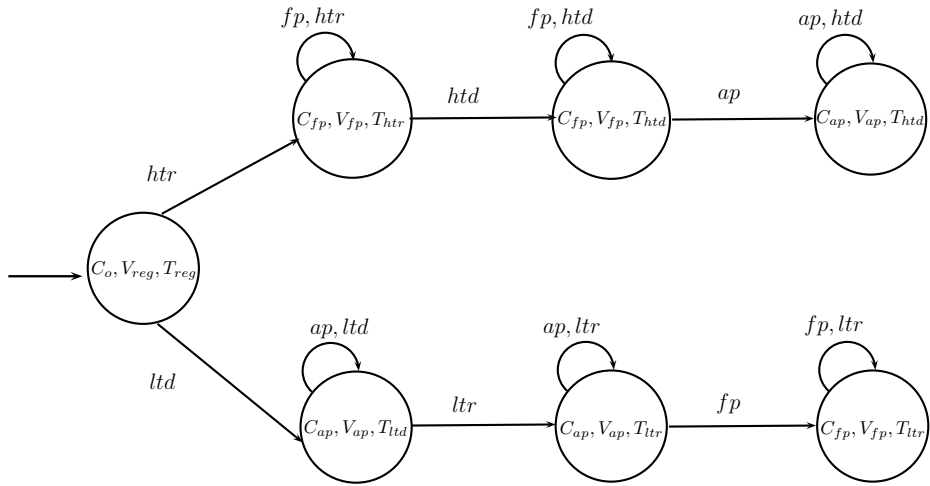 fp, htr
fp, htd
ap, htd
htd
ap
C_{fp}, V_{fp}, T_{htr}
C_{fp}, V_{fp}, T_{htd}
C_{ap}, V_{ap}, T_{htd}
htr
C_o, V_{reg}, T_{reg}
ltd
ap, ltd
ap, ltr
fp, ltr
ltr
fp
C_{ap}, V_{ap}, T_{ltd}
C_{ap}, V_{ap}, T_{ltr}
C_{fp}, V_{fp}, T_{ltr}